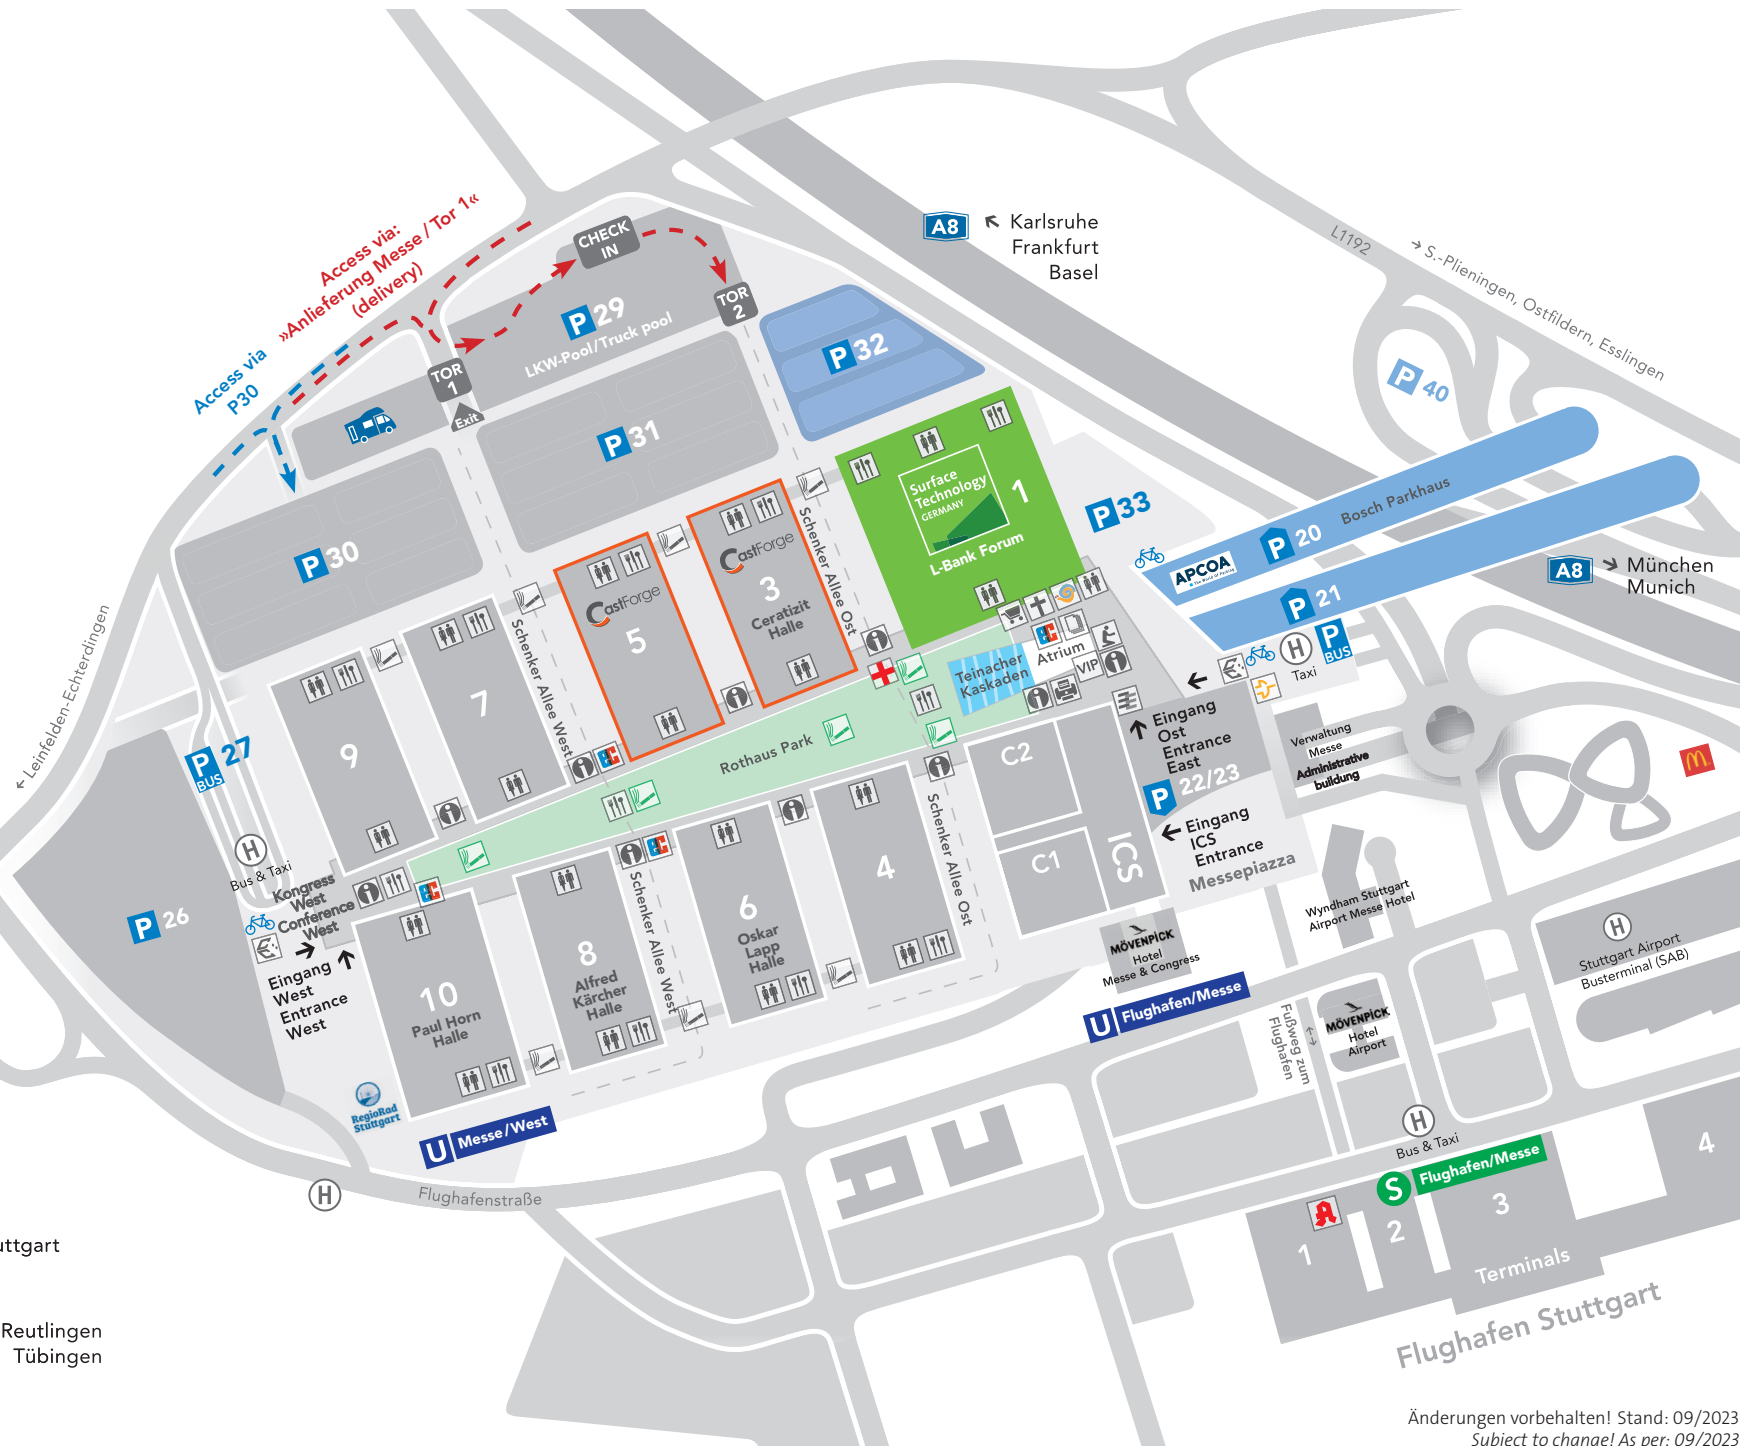 A8
Karlsruhe
Frankfurt
Basel
L1192
S.-Plieningen, Ostfildern, Esslingen
Access via:
»Anlieferung Messe / Tor 1«
(delivery)
Access via
P30
CHECK
IN
TOR
2
P 29
LKW-Pool/Truck pool
TOR
1
Exit
P 32
P 31
P 30
P 40
P 33
Bosch Parkhaus
P 20
APCOA
P 21
A8
München
Munich
Leinfelden-Echterdingen
Surface
Technology
GERMANY
1
L-Bank Forum
CastForge
3
Ceratizit
Halle
CastForge
5
7
9
Schenker Allee Ost
Schenker Allee West
Teinacher
Kaskaden
Atrium
VIP
EC
H
Taxi
P
BUS
Eingang
Ost
Entrance
East
P 22/23
Eingang
ICS
Entrance
Messepiazza
Verwaltung
Messe
Administrative
building
Rothaus Park
EC
EC
EC
C2
C1
ICS
4
6
Oskar
Lapp
Halle
8
Alfred
Kärcher
Halle
10
Paul Horn
Halle
Schenker Allee West
Schenker Allee Ost
P 27
BUS
H
Bus & Taxi
Kongress
West
Conference
West
P 26
Eingang
West
Entrance
West
RegioRad
Stuttgart
U Messe/West
H
Flughafenstraße
MÖVENPICK
Hotel
Messe & Congress
U Flughafen/Messe
Wyndham Stuttgart
Airport Messe Hotel
H
Stuttgart Airport
Busterminal (SAB)
Fußweg zum
Flughafen
MÖVENPICK
Hotel
Airport
H
Bus & Taxi
S Flughafen/Messe
1
2
3
4
Terminals
Flughafen Stuttgart
uttgart
Reutlingen
Tübingen
Änderungen vorbehalten! Stand: 09/2023
Subject to change! As per: 09/2023